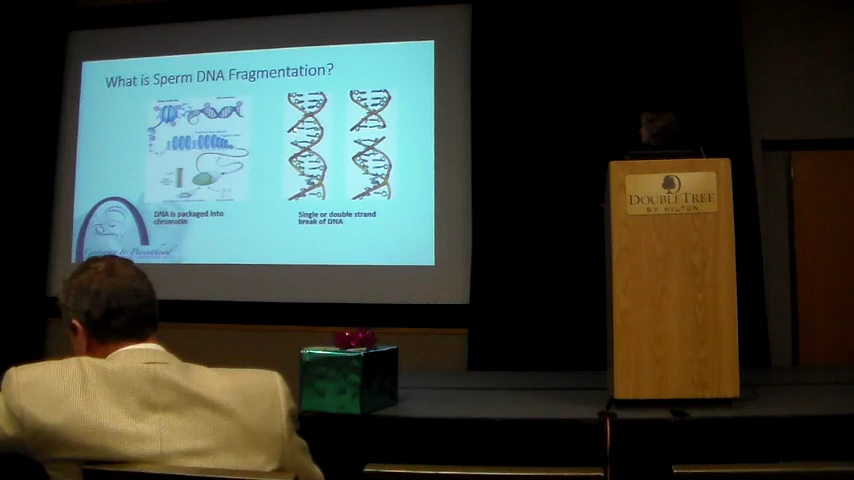 What is Sperm DNA Fragmentation?
DNA is packaged into
chromatin
Single or double strand
break of DNA
DOUBLETREE
BY HILTON